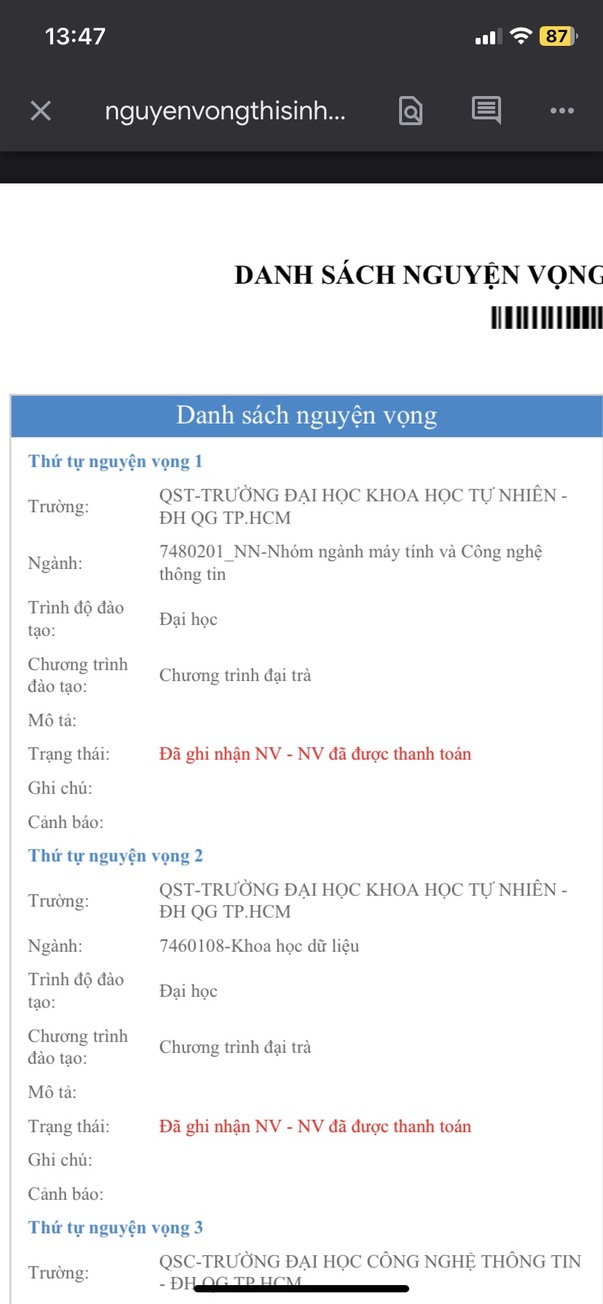 13:47
87
nguyenvongthisinh...
DANH SÁCH NGUYỆN VỌNG
Danh sách nguyện vọng
Thứ tự nguyện vọng 1
Trường:
QST-TRƯỜNG ĐẠI HỌC KHOA HỌC TỰ NHIÊN -
ĐH QG TP.HCM
Ngành:
7480201_NN-Nhóm ngành máy tính và Công nghệ
thông tin
Trình độ đào
tạo:
Đại học
Chương trình
đào tạo:
Chương trình đại trà
Mô tả:
Trạng thái:
Đã ghi nhận NV - NV đã được thanh toán
Ghi chú:
Cảnh báo:
Thứ tự nguyện vọng 2
Trường:
QST-TRƯỜNG ĐẠI HỌC KHOA HỌC TỰ NHIÊN -
ĐH QG TP.HCM
Ngành:
7460108-Khoa học dữ liệu
Trình độ đào
tạo:
Đại học
Chương trình
đào tạo:
Chương trình đại trà
Mô tả:
Trạng thái:
Đã ghi nhận NV - NV đã được thanh toán
Ghi chú:
Cảnh báo:
Thứ tự nguyện vọng 3
Trường:
QSC-TRƯỜNG ĐẠI HỌC CÔNG NGHỆ THÔNG TIN
- ĐH QG TP.HCM